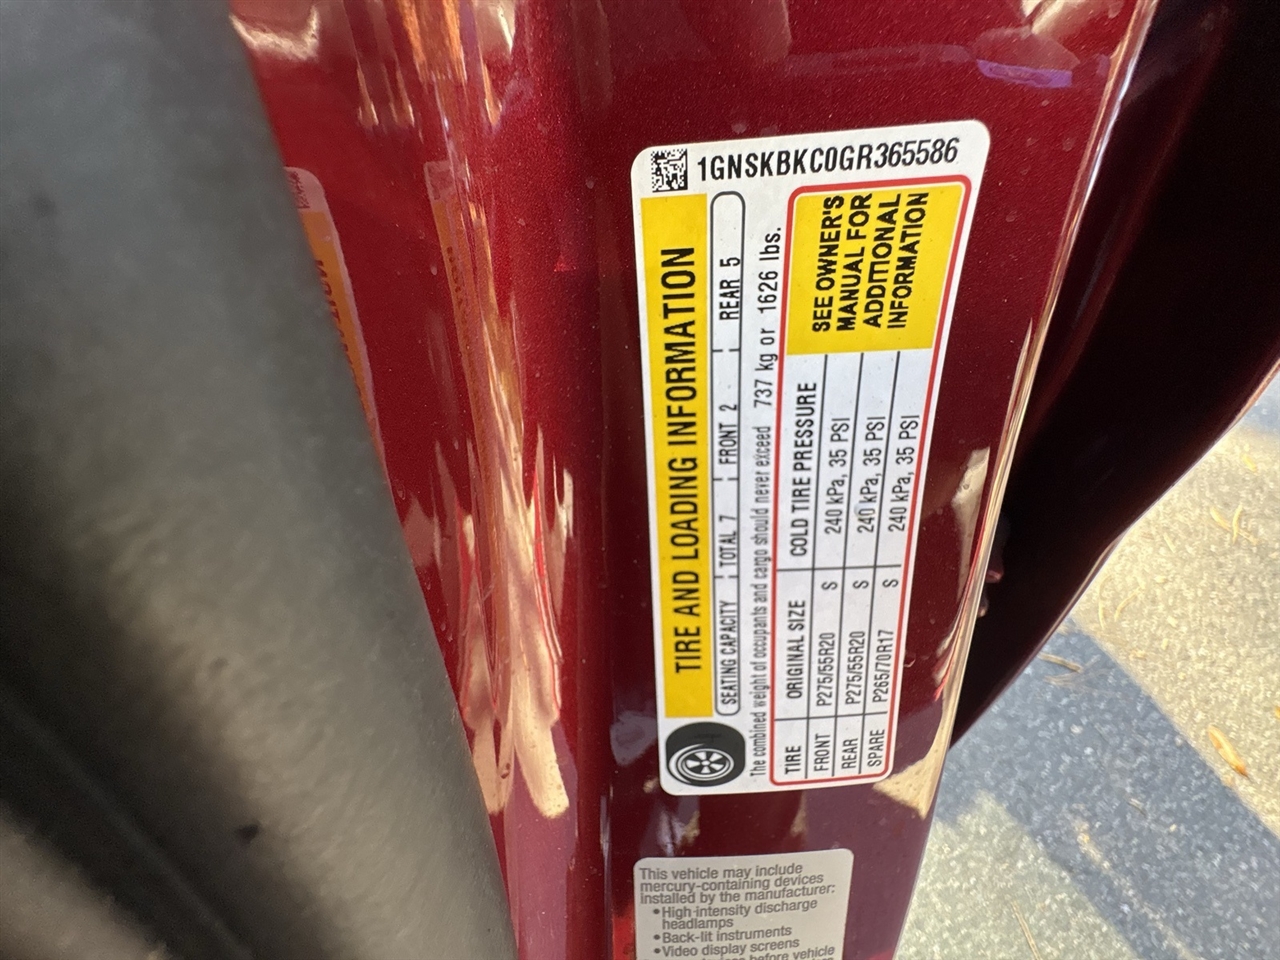 1GNSKBKC0GR365586
TIRE AND LOADING INFORMATION
SEATING CAPACITY TOTAL 7 FRONT 2 REAR 5
The combined weight of occupants and cargo should never exceed 737 kg or 1626 lbs.
TIRE ORIGINAL SIZE COLD TIRE PRESSURE
FRONT P275/55R20 S 240 kPa, 35 PSI
REAR P275/55R20 S 240 kPa, 35 PSI
SPARE P265/70R17 S 240 kPa, 35 PSI
SEE OWNER'S
MANUAL FOR
ADDITIONAL
INFORMATION
This vehicle may include
mercury-containing devices
installed by the manufacturer:
•High-intensity discharge
headlamps
•Back-lit instruments
•Video display screens
before vehicle